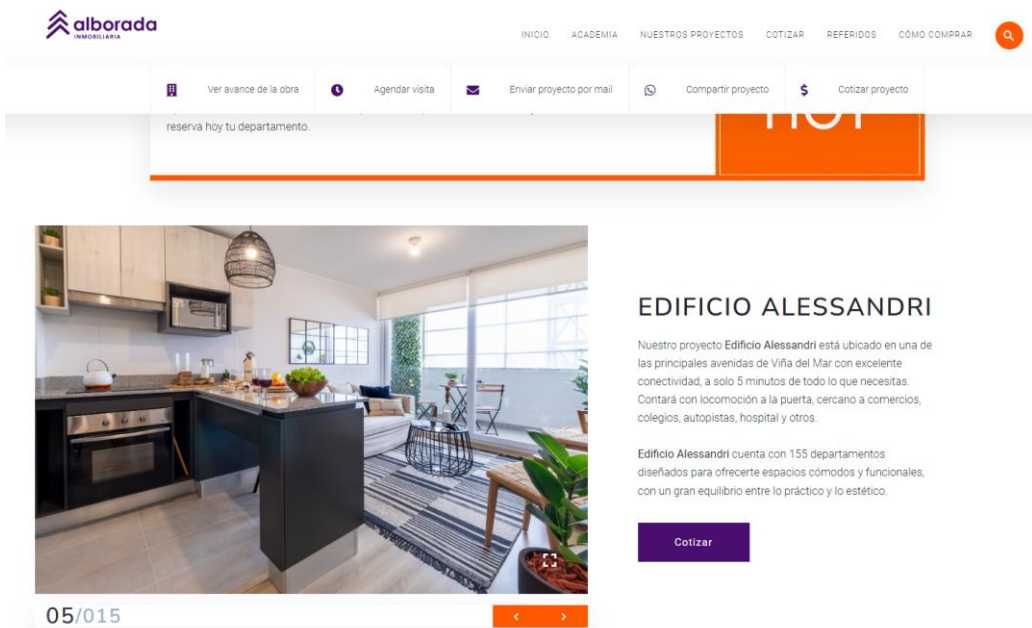 alborada
INMOBILIARIA
INICIO ACADEMIA NUESTROS PROYECTOS COTIZAR REFERIDOS CÓMO COMPRAR
Ver avance de la obra Agendar visita Enviar proyecto por mail Compartir proyecto $ Cotizar proyecto
reserva hoy tu departamento.
HOY
EDIFICIO ALESSANDRI
Nuestro proyecto Edificio Alessandri está ubicado en una de
las principales avenidas de Viña del Mar con excelente
conectividad, a solo 5 minutos de todo lo que necesitas.
Contará con locomoción a la puerta, cercano a comercios,
colegios, autopistas, hospital y otros.
Edificio Alessandri cuenta con 155 departamentos
diseñados para ofrecerte espacios cómodos y funcionales,
con un gran equilibrio entre lo práctico y lo estético.
Cotizar
05/015